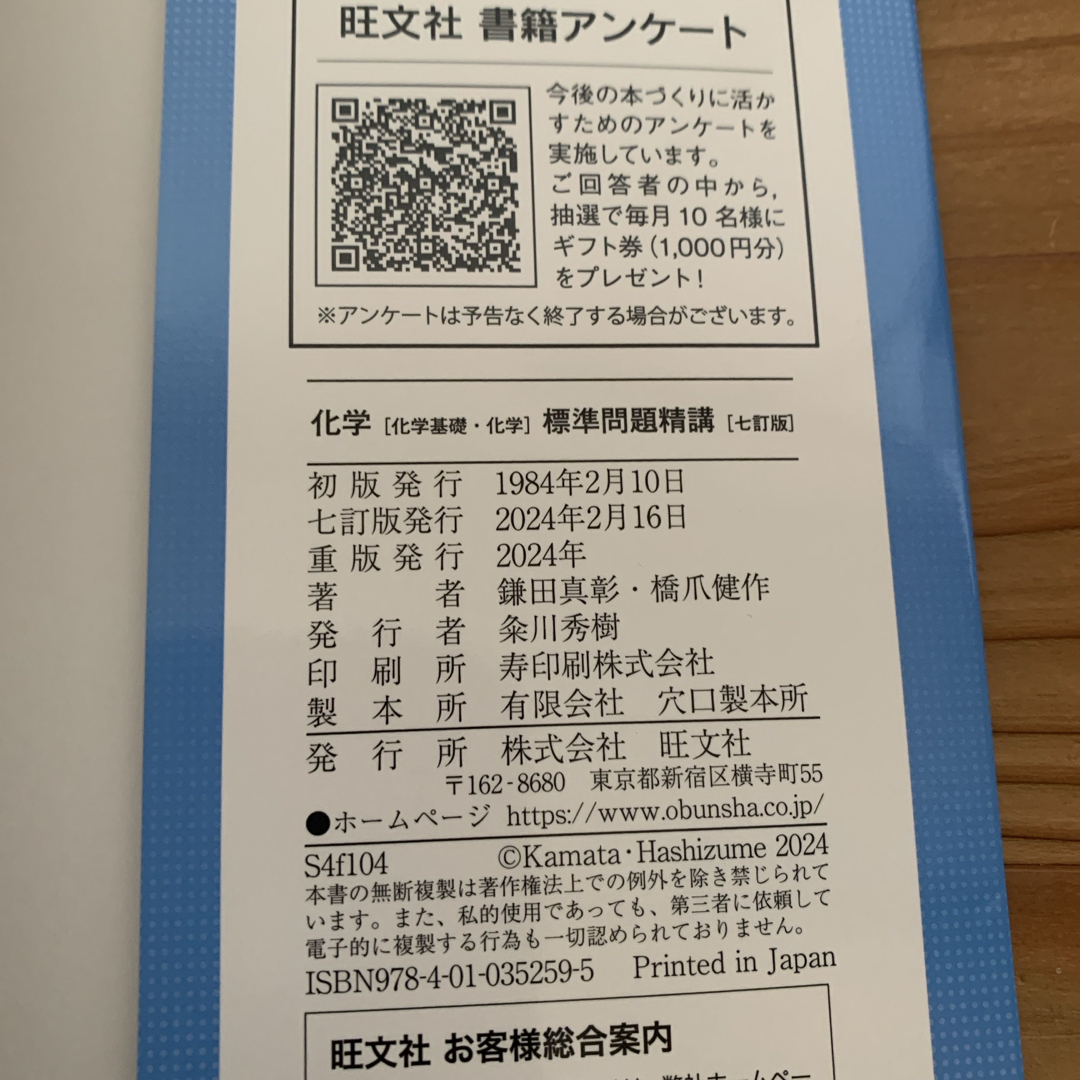 旺文社 書籍アンケート
今後の本づくりに活か
すためのアンケートを
実施しています。
ご回答者の中から,
抽選で毎月10名様に
ギフト券(1,000円分)
をプレゼント!
※アンケートは予告なく終了する場合がございます。
化学 [化学基礎・化学] 標準問題精講 [七訂版]
初版発行 1984年2月10日
七訂版発行 2024年2月16日
重版発行 2024年
著者 鎌田真彰・橋爪健作
発行者 粂川秀樹
印刷所 寿印刷株式会社
製本所 有限会社 穴口製本所
発行所 株式会社 旺文社
〒162-8680 東京都新宿区横寺町55
●ホームページ https://www.obunsha.co.jp/
S4f104 ©Kamata・Hashizume 2024
本書の無断複製は著作権法上での例外を除き禁じられて
います。また、私的使用であっても、第三者に依頼して
電子的に複製する行為も一切認められておりません。
ISBN978-4-01-035259-5 Printed in Japan
旺文社 お客様総合案内